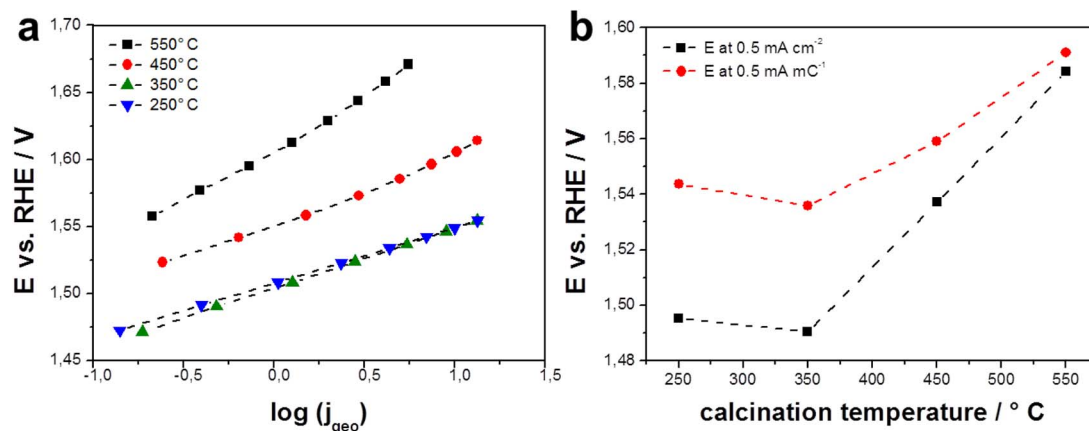 a
1,70
1,65
1,60
1,55
1,50
1,45
E vs. RHE / V
550° C
450° C
350° C
250° C
-1,0
-0,5
0,0
0,5
1,0
1,5
log (j_geo)
b
1,60
1,58
1,56
1,54
1,52
1,50
1,48
E vs. RHE / V
E at 0.5 mA cm⁻²
E at 0.5 mA mC⁻¹
250
300
350
400
450
500
550
calcination temperature / ° C